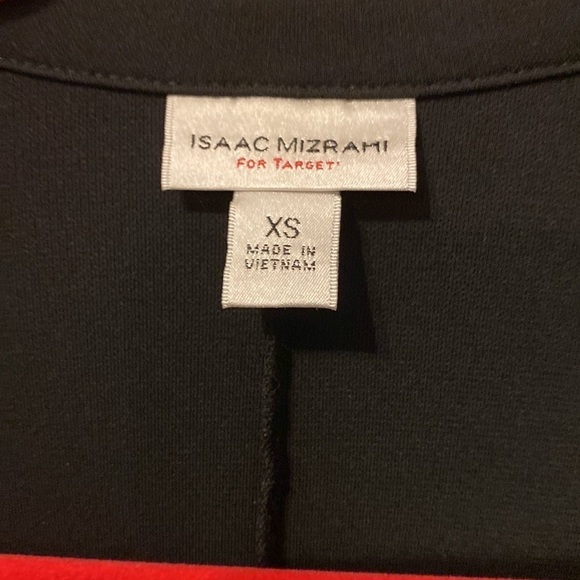 ISAAC MIZRAHI
FOR TARGET
XS
MADE IN
VIETNAM